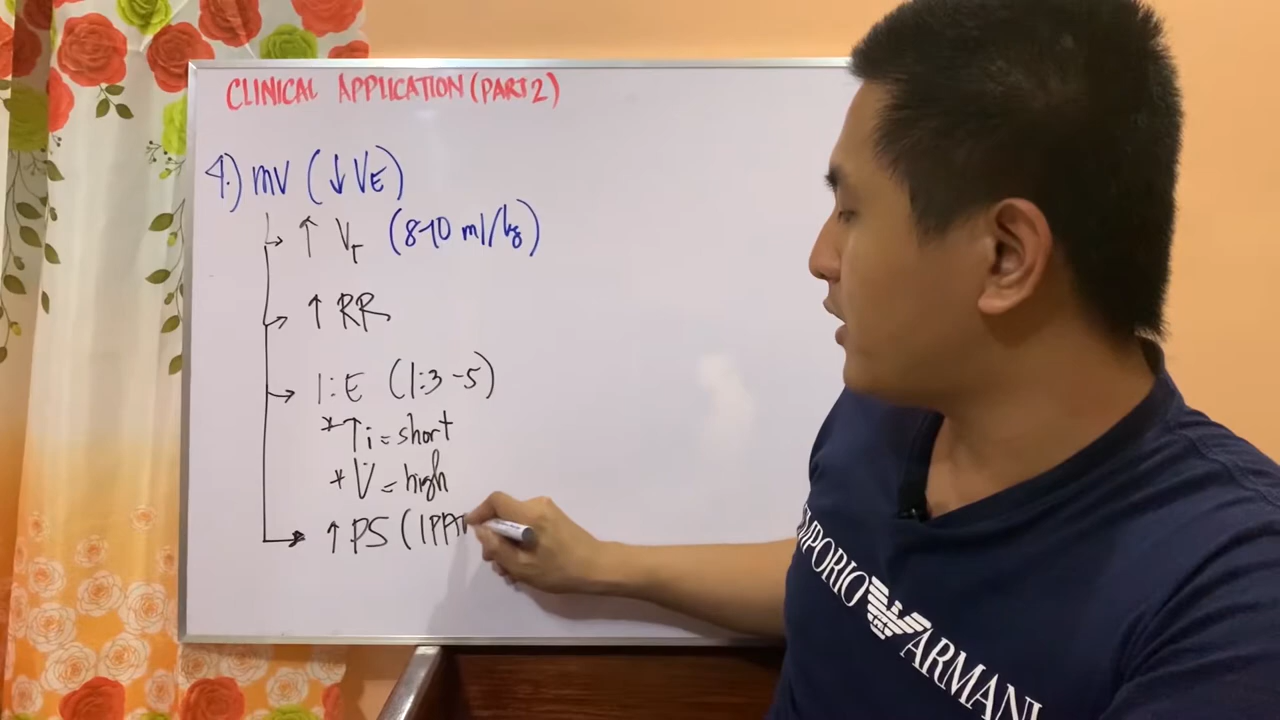 CLINICAL APPLICATION (PART 2)
4.) mV (↓ VE)
↑ VT (8-10 ml/kg)
↑ RR
I:E (1:3-5)
* Ti = short
* V̇ = high
↑ PS (IPPV
EMPORIO ARMANI